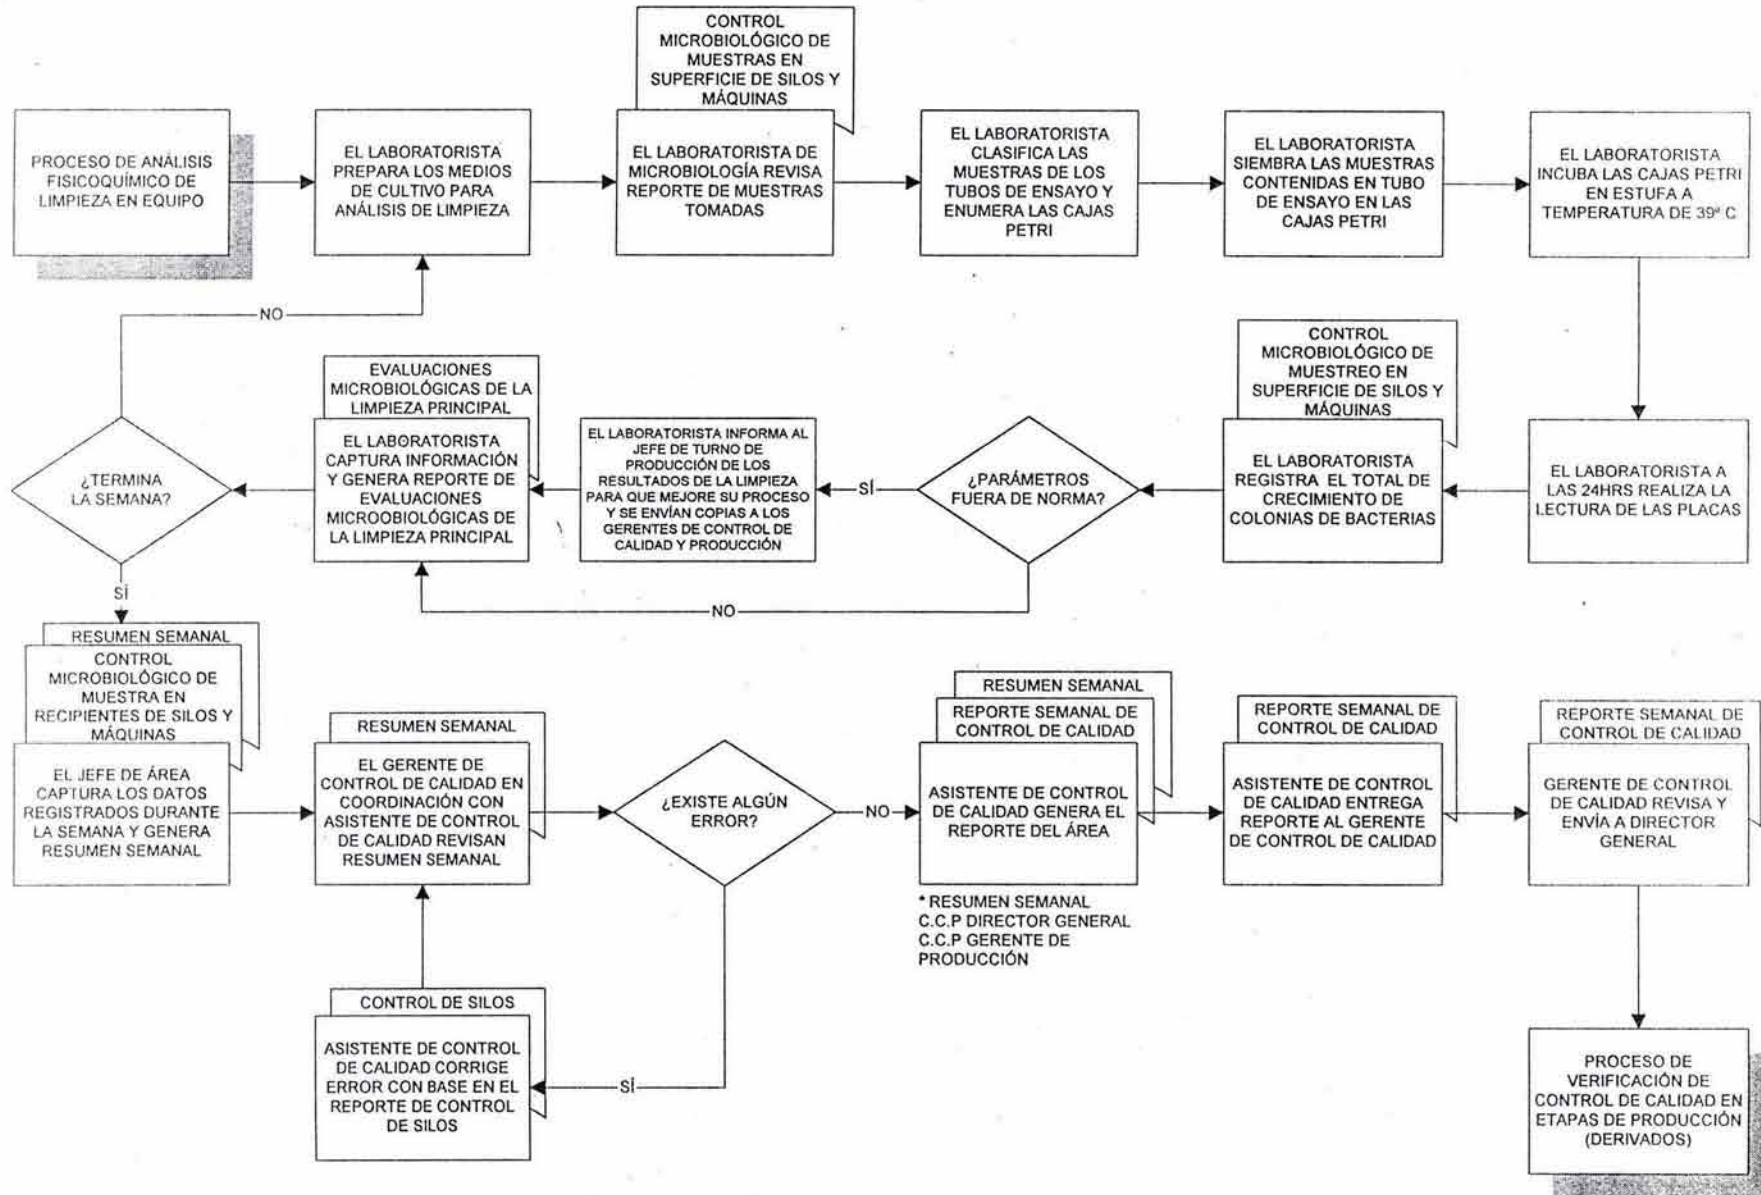 CONTROL
MICROBIOLÓGICO DE
MUESTRAS EN
SUPERFICIE DE SILOS Y
MÁQUINAS
PROCESO DE ANÁLISIS
FISICOQUÍMICO DE
LIMPIEZA EN EQUIPO
EL LABORATORISTA
PREPARA LOS MEDIOS
DE CULTIVO PARA
ANÁLISIS DE LIMPIEZA
EL LABORATORISTA DE
MICROBIOLOGÍA REVISA
REPORTE DE MUESTRAS
TOMADAS
EL LABORATORISTA
CLASIFICA LAS
MUESTRAS DE LOS
TUBOS DE ENSAYO Y
ENUMERA LAS CAJAS
PETRI
EL LABORATORISTA
SIEMBRA LAS MUESTRAS
CONTENIDAS EN TUBO
DE ENSAYO EN LAS
CAJAS PETRI
EL LABORATORISTA
INCUBA LAS CAJAS PETRI
EN ESTUFA A
TEMPERATURA DE 39º C
NO
CONTROL
MICROBIOLÓGICO DE
MUESTREO EN
SUPERFICIE DE SILOS Y
MÁQUINAS
EL LABORATORISTA A
LAS 24HRS REALIZA LA
LECTURA DE LAS PLACAS
EL LABORATORISTA
REGISTRA EL TOTAL DE
CRECIMIENTO DE
COLONIAS DE BACTERIAS
¿PARÁMETROS
FUERA DE NORMA?
SÍ
NO
EL LABORATORISTA INFORMA AL
JEFE DE TURNO DE
PRODUCCIÓN DE LOS
RESULTADOS DE LA LIMPIEZA
PARA QUE MEJORE SU PROCESO
Y SE ENVÍAN COPIAS A LOS
GERENTES DE CONTROL DE
CALIDAD Y PRODUCCIÓN
EVALUACIONES
MICROBIOLÓGICAS DE LA
LIMPIEZA PRINCIPAL
EL LABORATORISTA
CAPTURA INFORMACIÓN
Y GENERA REPORTE DE
EVALUACIONES
MICROOBIOLÓGICAS DE
LA LIMPIEZA PRINCIPAL
¿TERMINA
LA SEMANA?
SÍ
RESUMEN SEMANAL
CONTROL
MICROBIOLÓGICO DE
MUESTRA EN
RECIPIENTES DE SILOS Y
MÁQUINAS
EL JEFE DE ÁREA
CAPTURA LOS DATOS
REGISTRADOS DURANTE
LA SEMANA Y GENERA
RESUMEN SEMANAL
RESUMEN SEMANAL
EL GERENTE DE
CONTROL DE CALIDAD EN
COORDINACIÓN CON
ASISTENTE DE CONTROL
DE CALIDAD REVISAN
RESUMEN SEMANAL
¿EXISTE ALGÚN
ERROR?
NO
RESUMEN SEMANAL
REPORTE SEMANAL DE
CONTROL DE CALIDAD
ASISTENTE DE CONTROL
DE CALIDAD GENERA EL
REPORTE DEL ÁREA
* RESUMEN SEMANAL
C.C.P DIRECTOR GENERAL
C.C.P GERENTE DE
PRODUCCIÓN
REPORTE SEMANAL DE
CONTROL DE CALIDAD
ASISTENTE DE CONTROL
DE CALIDAD ENTREGA
REPORTE AL GERENTE
DE CONTROL DE CALIDAD
REPORTE SEMANAL DE
CONTROL DE CALIDAD
GERENTE DE CONTROL
DE CALIDAD REVISA Y
ENVÍA A DIRECTOR
GENERAL
CONTROL DE SILOS
ASISTENTE DE CONTROL
DE CALIDAD CORRIGE
ERROR CON BASE EN EL
REPORTE DE CONTROL
DE SILOS
SÍ
PROCESO DE
VERIFICACIÓN DE
CONTROL DE CALIDAD EN
ETAPAS DE PRODUCCIÓN
(DERIVADOS)